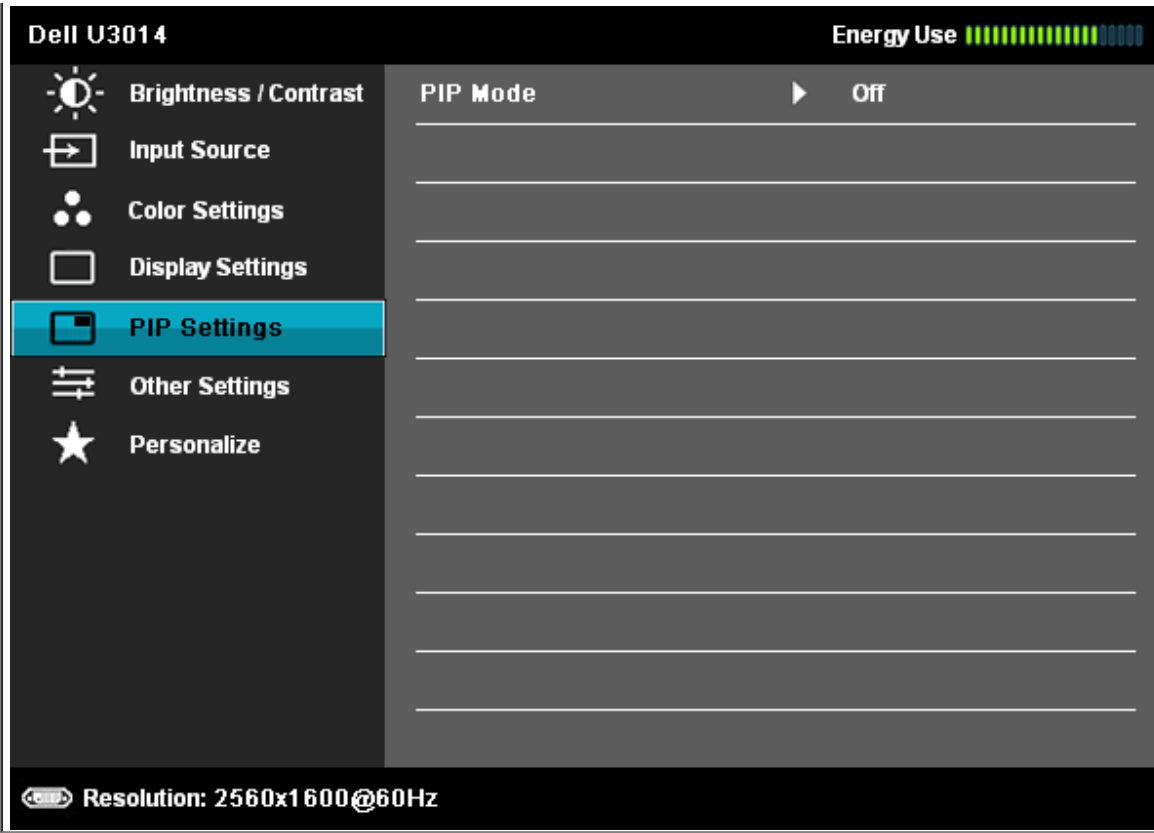 Dell U3014 Energy Use
Brightness / Contrast PIP Mode Off
Input Source
Color Settings
Display Settings
PIP Settings
Other Settings
Personalize
Resolution: 2560x1600@60Hz